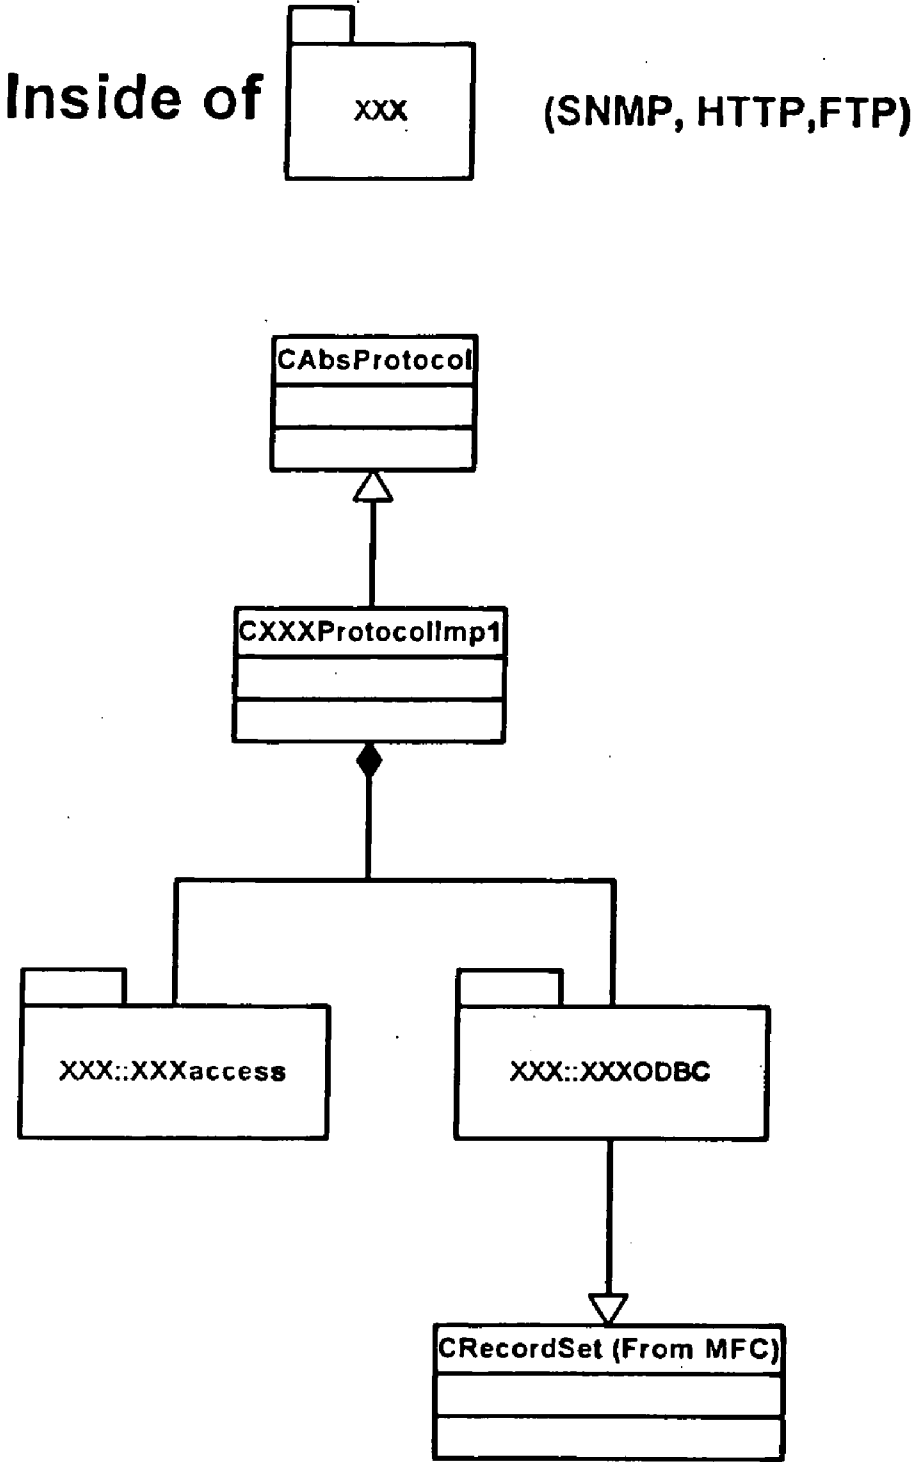 Inside of XXX (SNMP, HTTP,FTP)
CAbsProtocol
CXXXProtocolImp1
XXX::XXXaccess
XXX::XXXODBC
CRecordSet (From MFC)